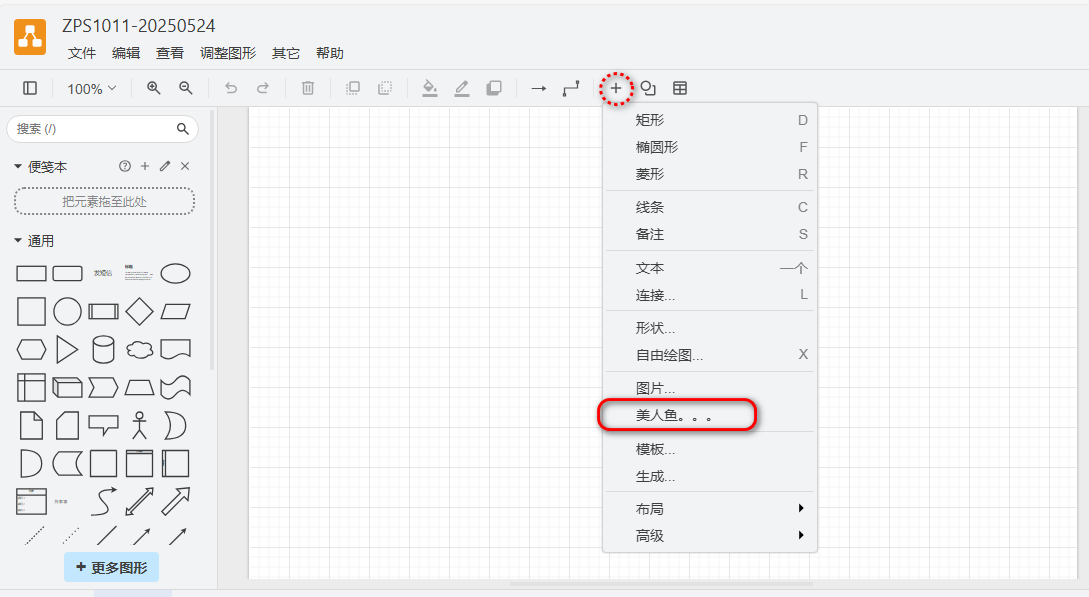 ZPS1011-20250524
文件 编辑 查看 调整图形 其它 帮助
100%
搜索 (/)
便笺本
把元素拖至此处
通用
发短信
标题
更多图形
矩形 D
椭圆形 F
菱形 R
线条 C
备注 S
文本 一个
连接... L
形状...
自由绘图... X
图片...
美人鱼。。。
模板...
生成...
布局
高级